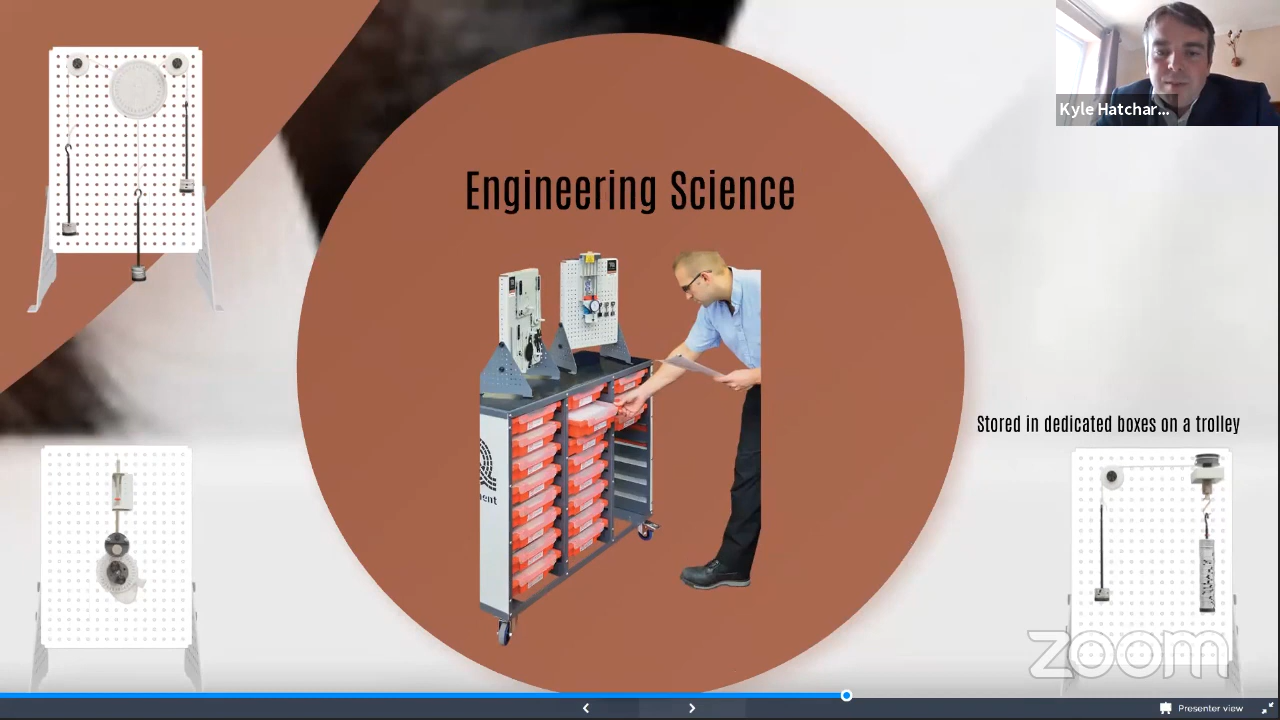 Kyle Hatchar...
Engineering Science
Stored in dedicated boxes on a trolley
zoom
Presenter view